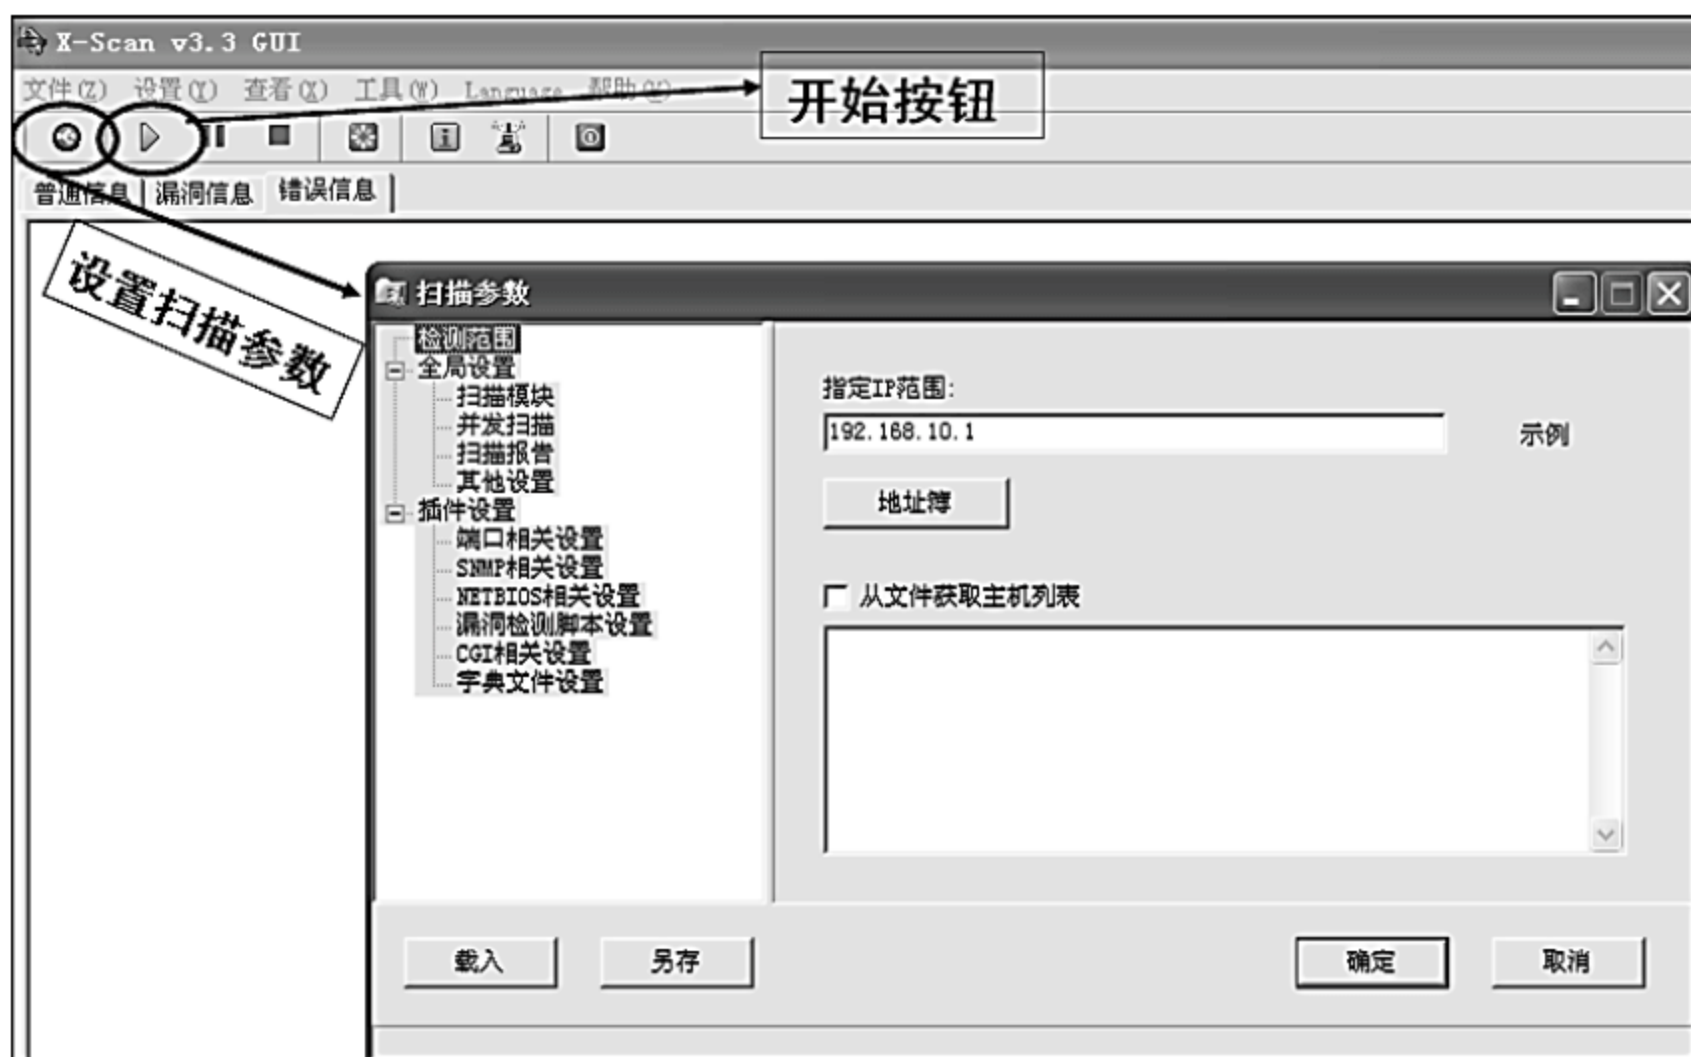 X-Scan v3.3 GUI
文件(Z) 设置(Y) 查看(X) 工具(W) Language 帮助(V)
开始按钮
普通信息 漏洞信息 错误信息
设置扫描参数
扫描参数
检测范围
全局设置
扫描模块
并发扫描
扫描报告
其他设置
插件设置
端口相关设置
SNMP相关设置
NETBIOS相关设置
漏洞检测脚本设置
CGI相关设置
字典文件设置
指定IP范围:
192.168.10.1
示例
地址簿
从文件获取主机列表
载入 另存 确定 取消